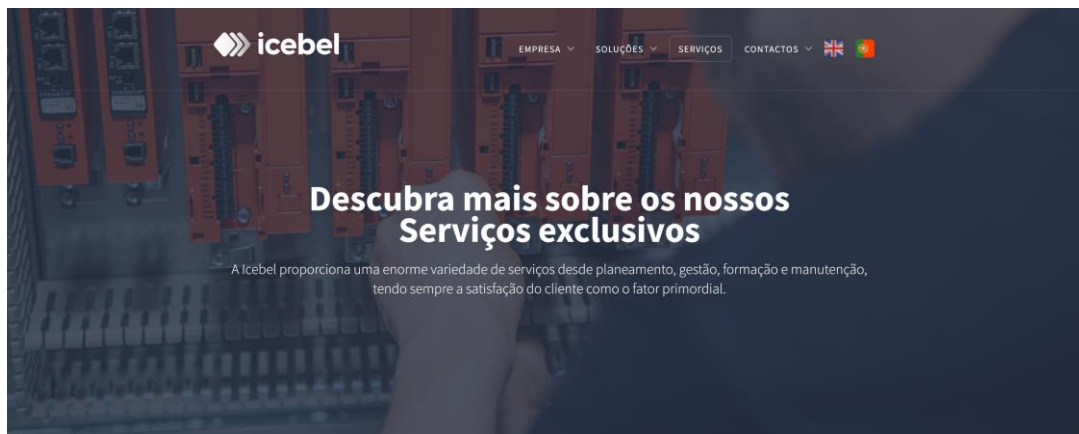 icebel
EMPRESA
SOLUÇÕES
SERVIÇOS
CONTACTOS
Descubra mais sobre os nossos
Serviços exclusivos
A Icebel proporciona uma enorme variedade de serviços desde planeamento, gestão, formação e manutenção,
tendo sempre a satisfação do cliente como o fator primordial.